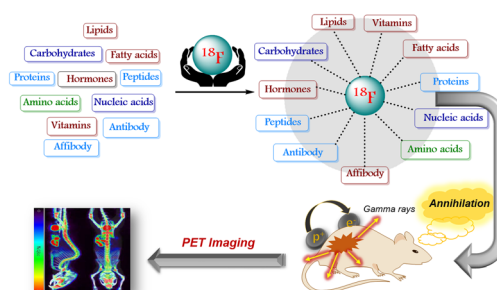 Lipids
Carbohydrates
Fatty acids
Proteins
Hormones
Peptides
Amino acids
Nucleic acids
Vitamins
Antibody
Affibody
18F
Lipids
Vitamins
Carbohydrates
Fatty acids
Hormones
Proteins
18F
Nucleic acids
Peptides
Amino acids
Antibody
Affibody
Annihilation
Gamma rays
PET Imaging